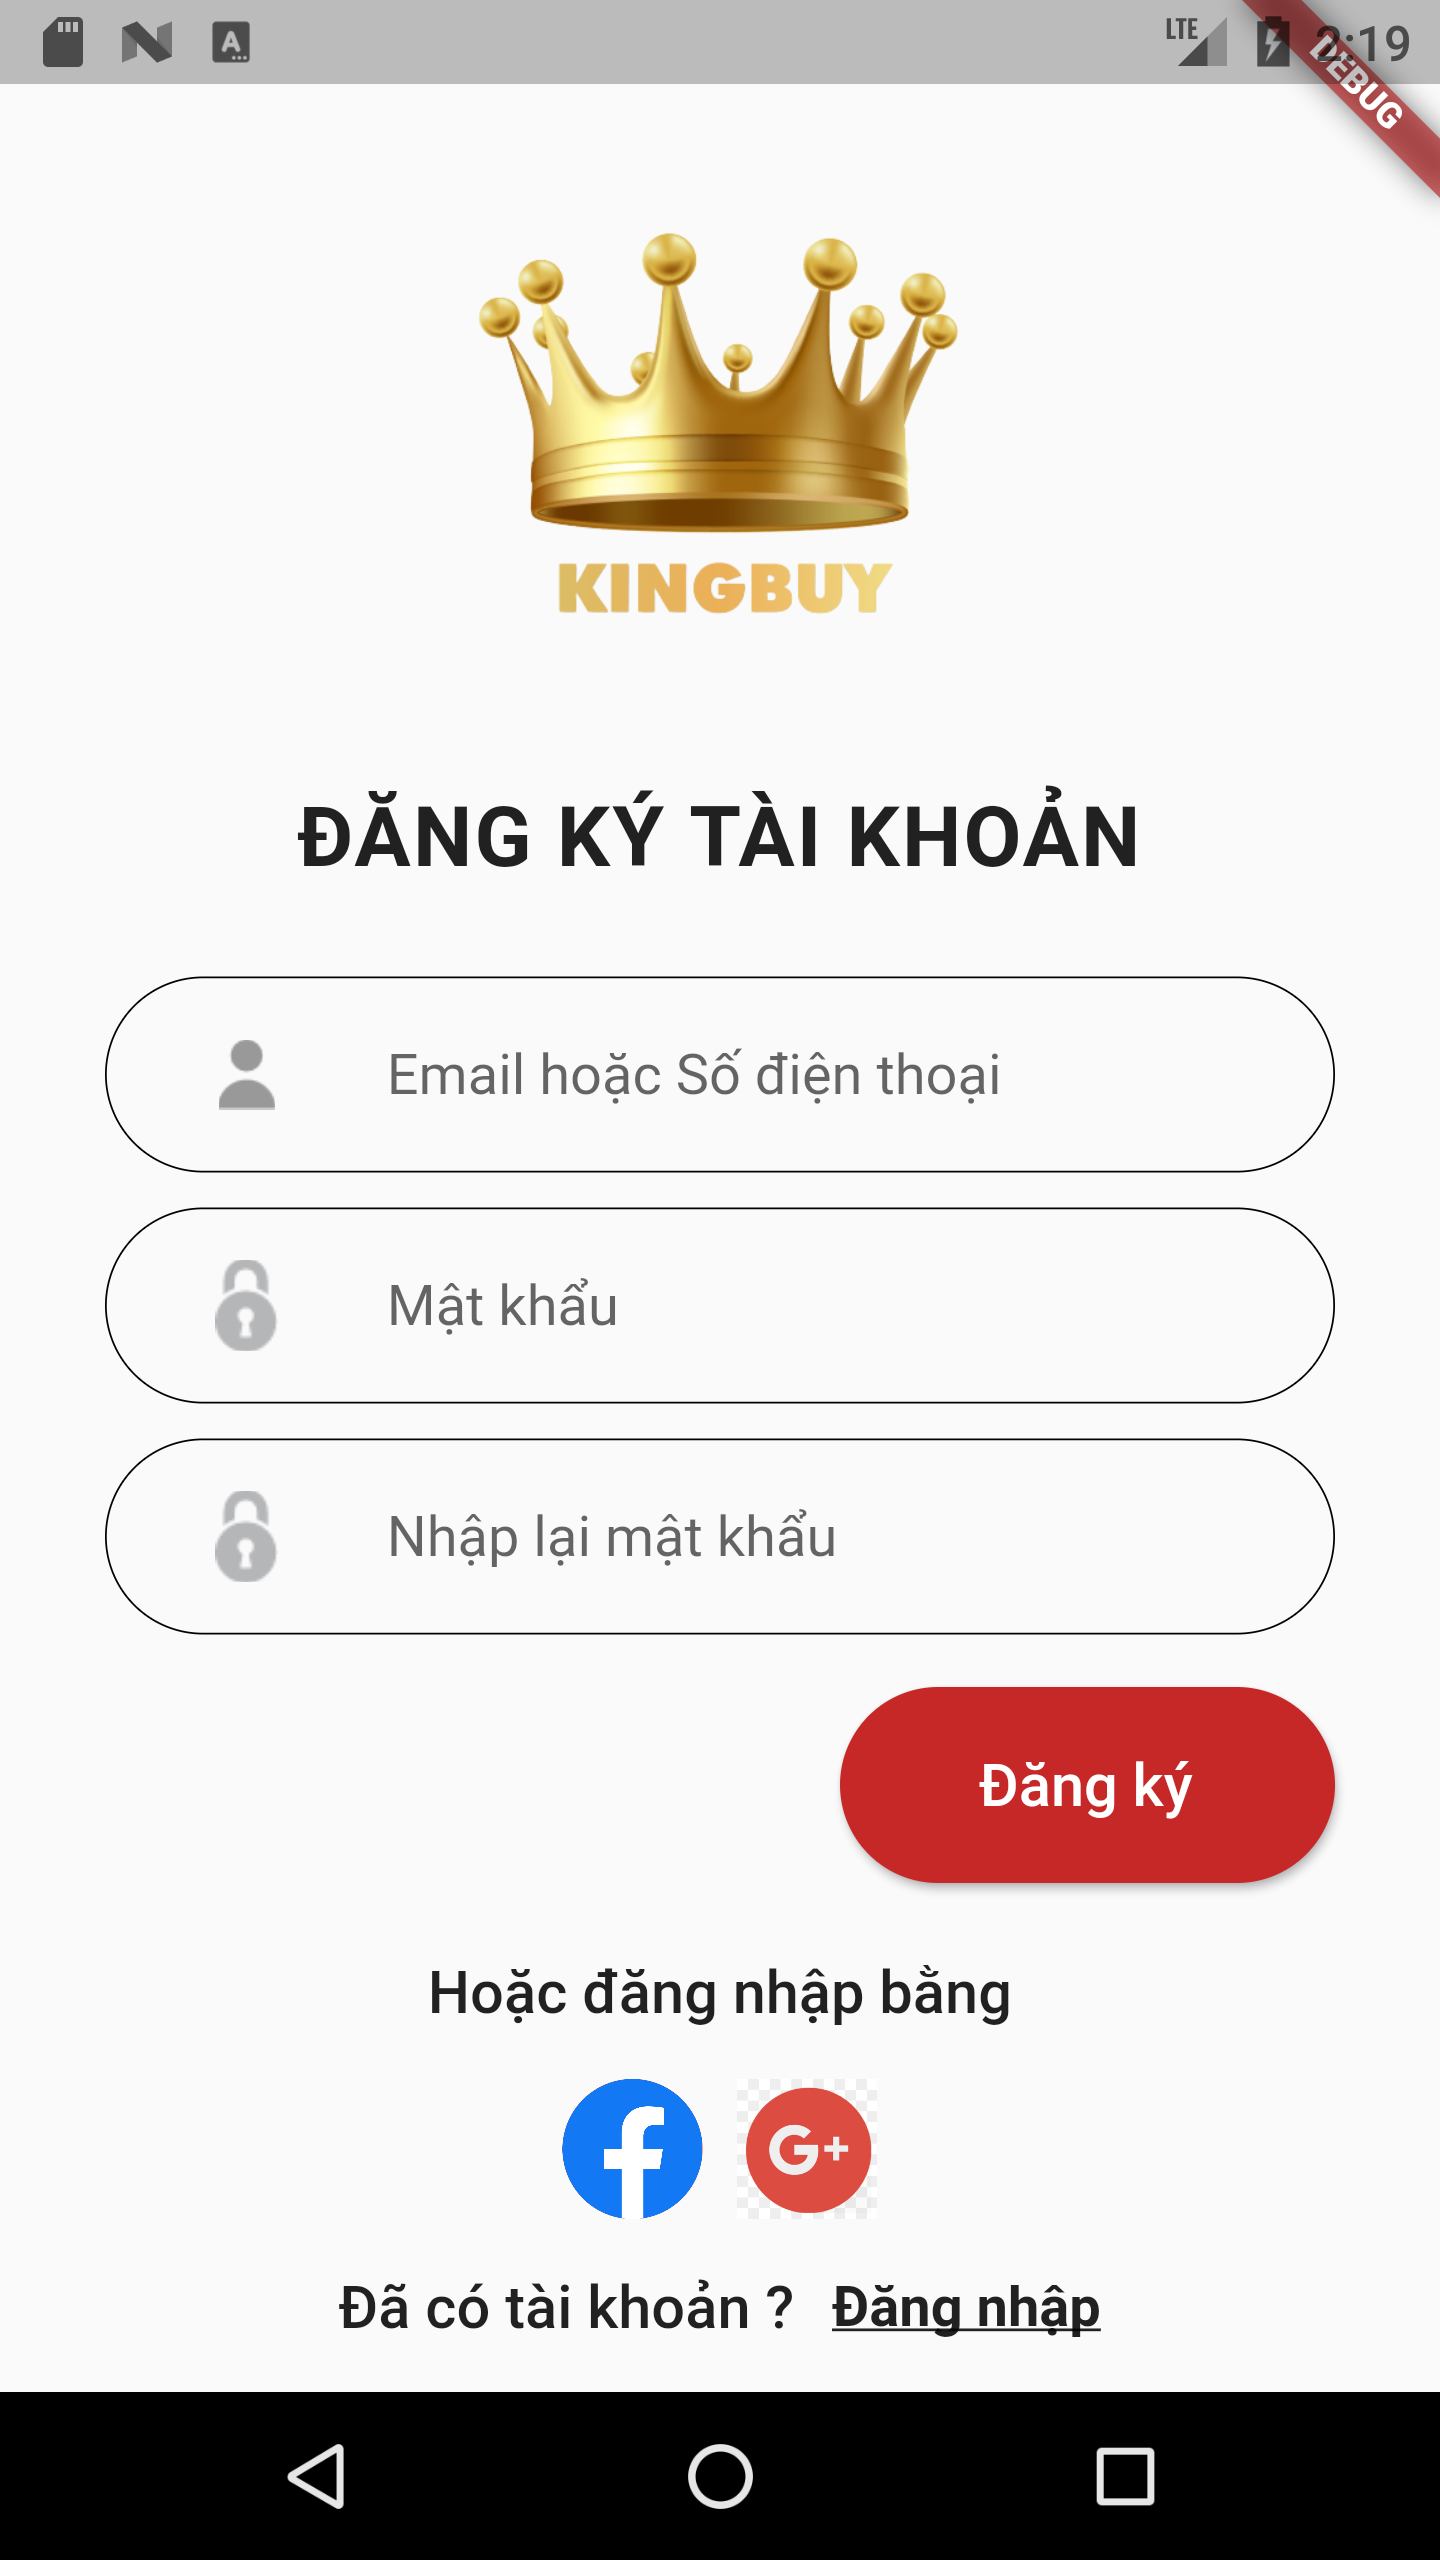 LTE 2:19
DEBUG
KINGBUY
ĐĂNG KÝ TÀI KHOẢN
Email hoặc Số điện thoại
Mật khẩu
Nhập lại mật khẩu
Đăng ký
Hoặc đăng nhập bằng
G+
Đã có tài khoản ? Đăng nhập